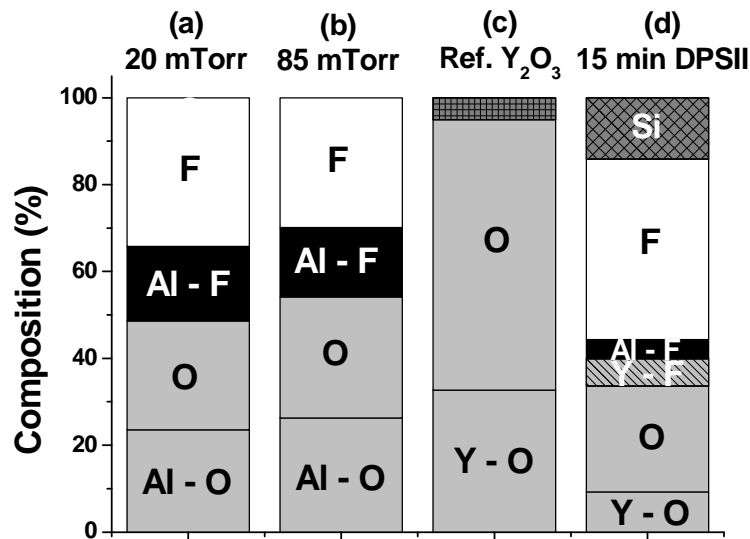 (a) (b) (c) (d)
20 mTorr 85 mTorr Ref. Y₂O₃ 15 min DPSII
Composition (%)
100
80
60
40
20
0
F
Al - F
O
Al - O
F
Al - F
O
Al - O
O
Y - O
Si
F
Al - F
Y - F
O
Y - O